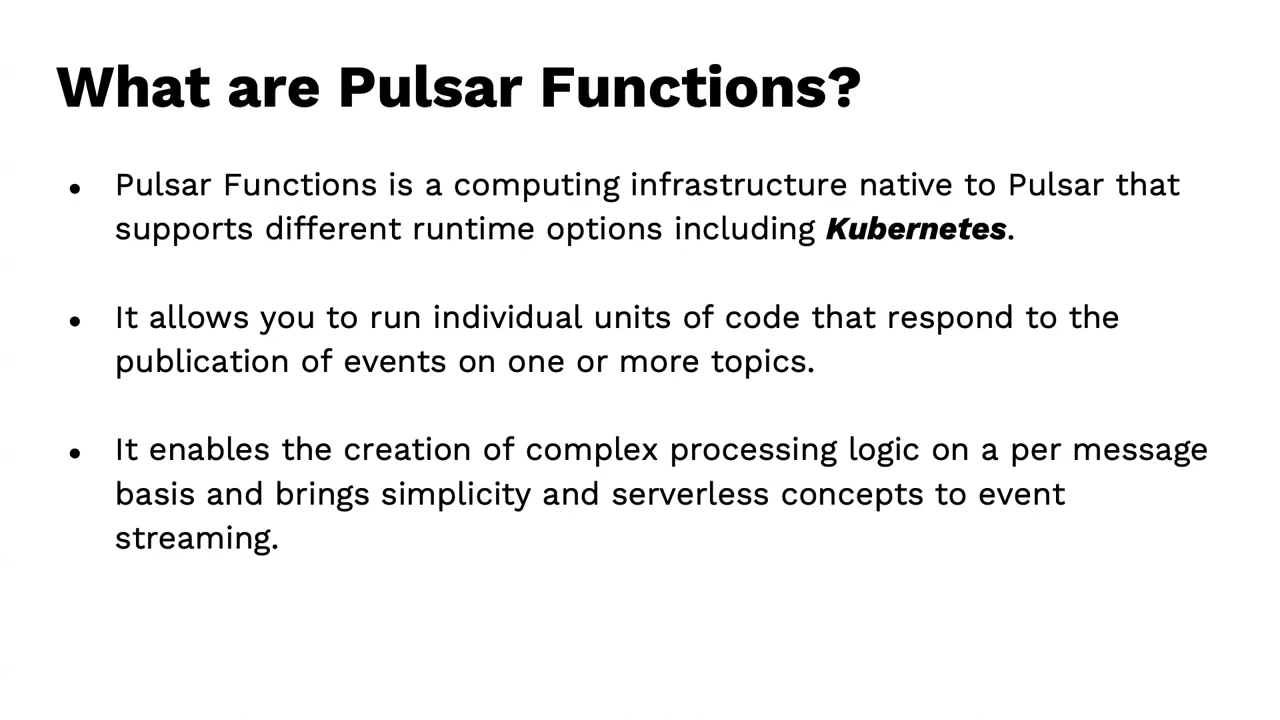 What are Pulsar Functions?
● Pulsar Functions is a computing infrastructure native to Pulsar that
supports different runtime options including Kubernetes.
● It allows you to run individual units of code that respond to the
publication of events on one or more topics.
● It enables the creation of complex processing logic on a per message
basis and brings simplicity and serverless concepts to event
streaming.